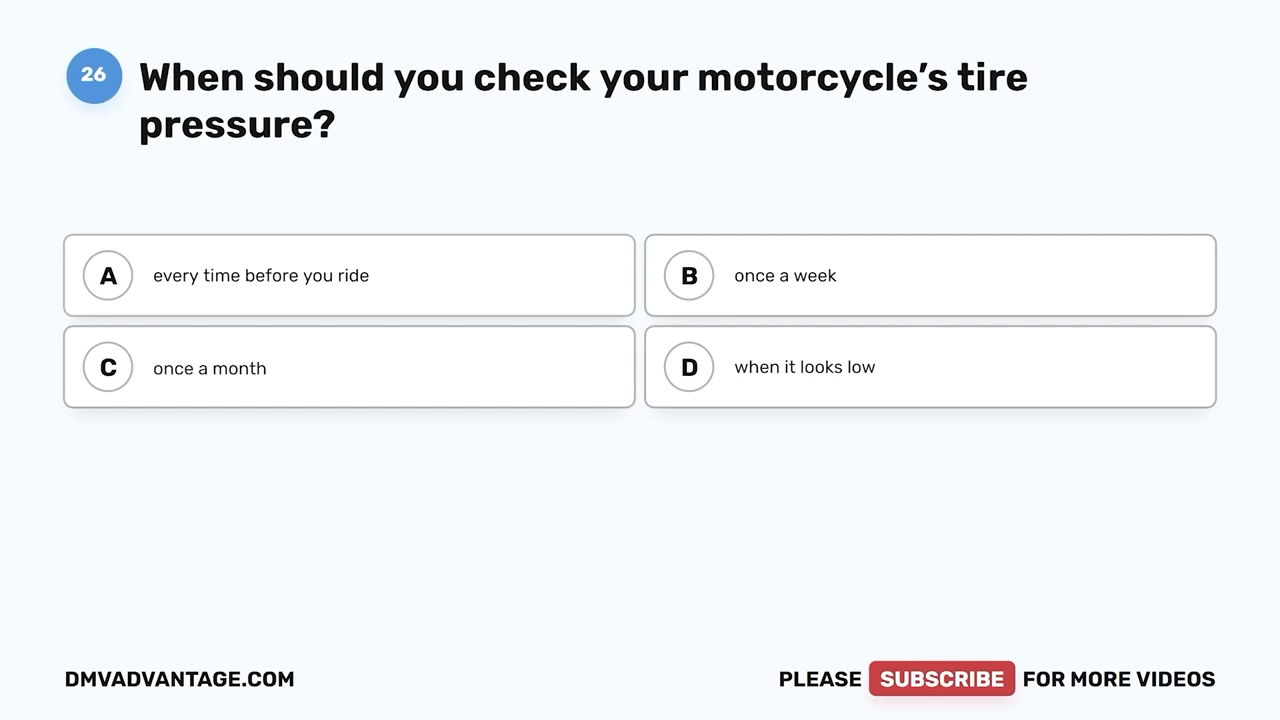 26
When should you check your motorcycle’s tire
pressure?
A every time before you ride
B once a week
C once a month
D when it looks low
DMVADVANTAGE.COM
PLEASE SUBSCRIBE FOR MORE VIDEOS